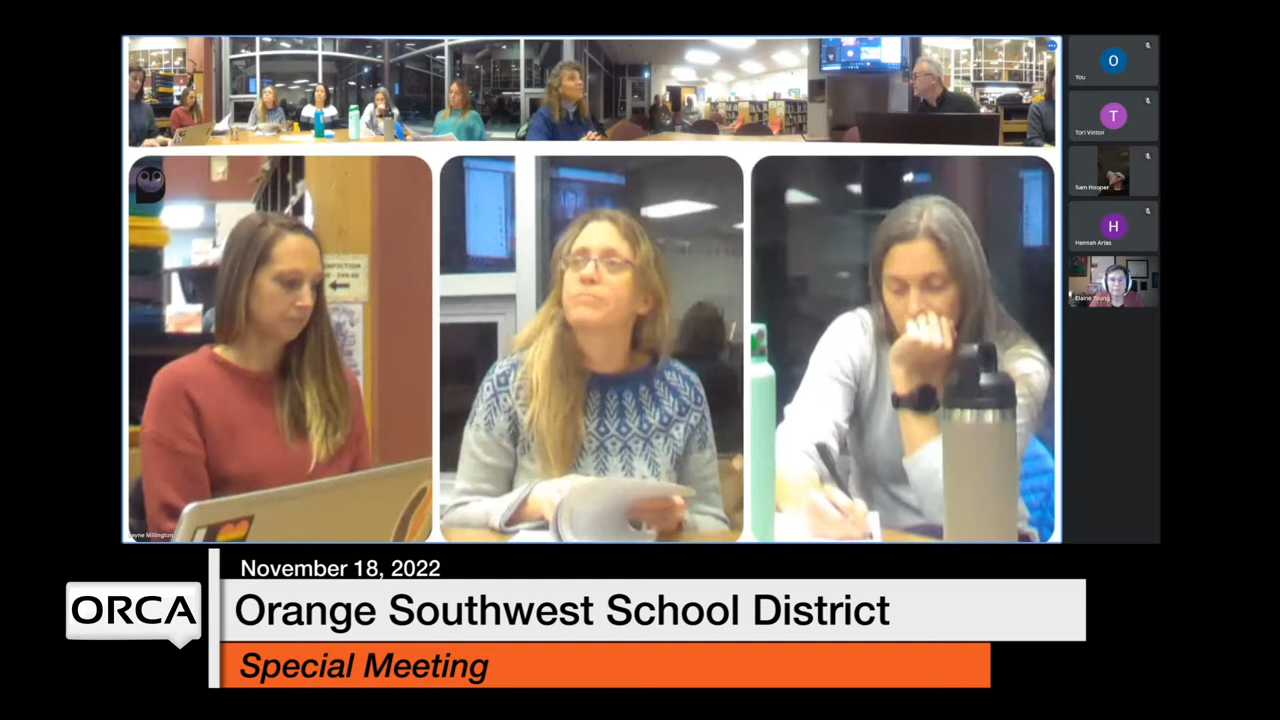 O
You
T
Tori Vinton
Sam Hooper
H
Hannah Arias
Elaine Young
November 18, 2022
ORCA
Orange Southwest School District
Special Meeting